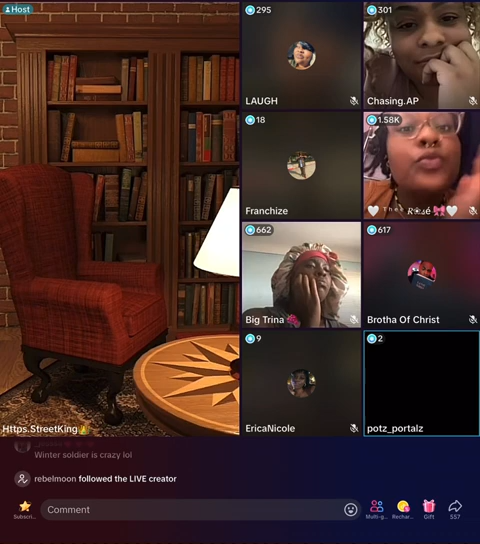 Host
295
301
LAUGH
Chasing.AP
18
1.58K
Franchize
ᵀʰᵉᵉ R❀sé
662
617
Big Trina
Brotha Of Christ
9
2
Https.StreetKing
EricaNicole
potz_portalz
Winter soldier is crazy lol
rebelmoon followed the LIVE creator
Comment
Subscri...
Multi-g...
Rechar...
Gift
557